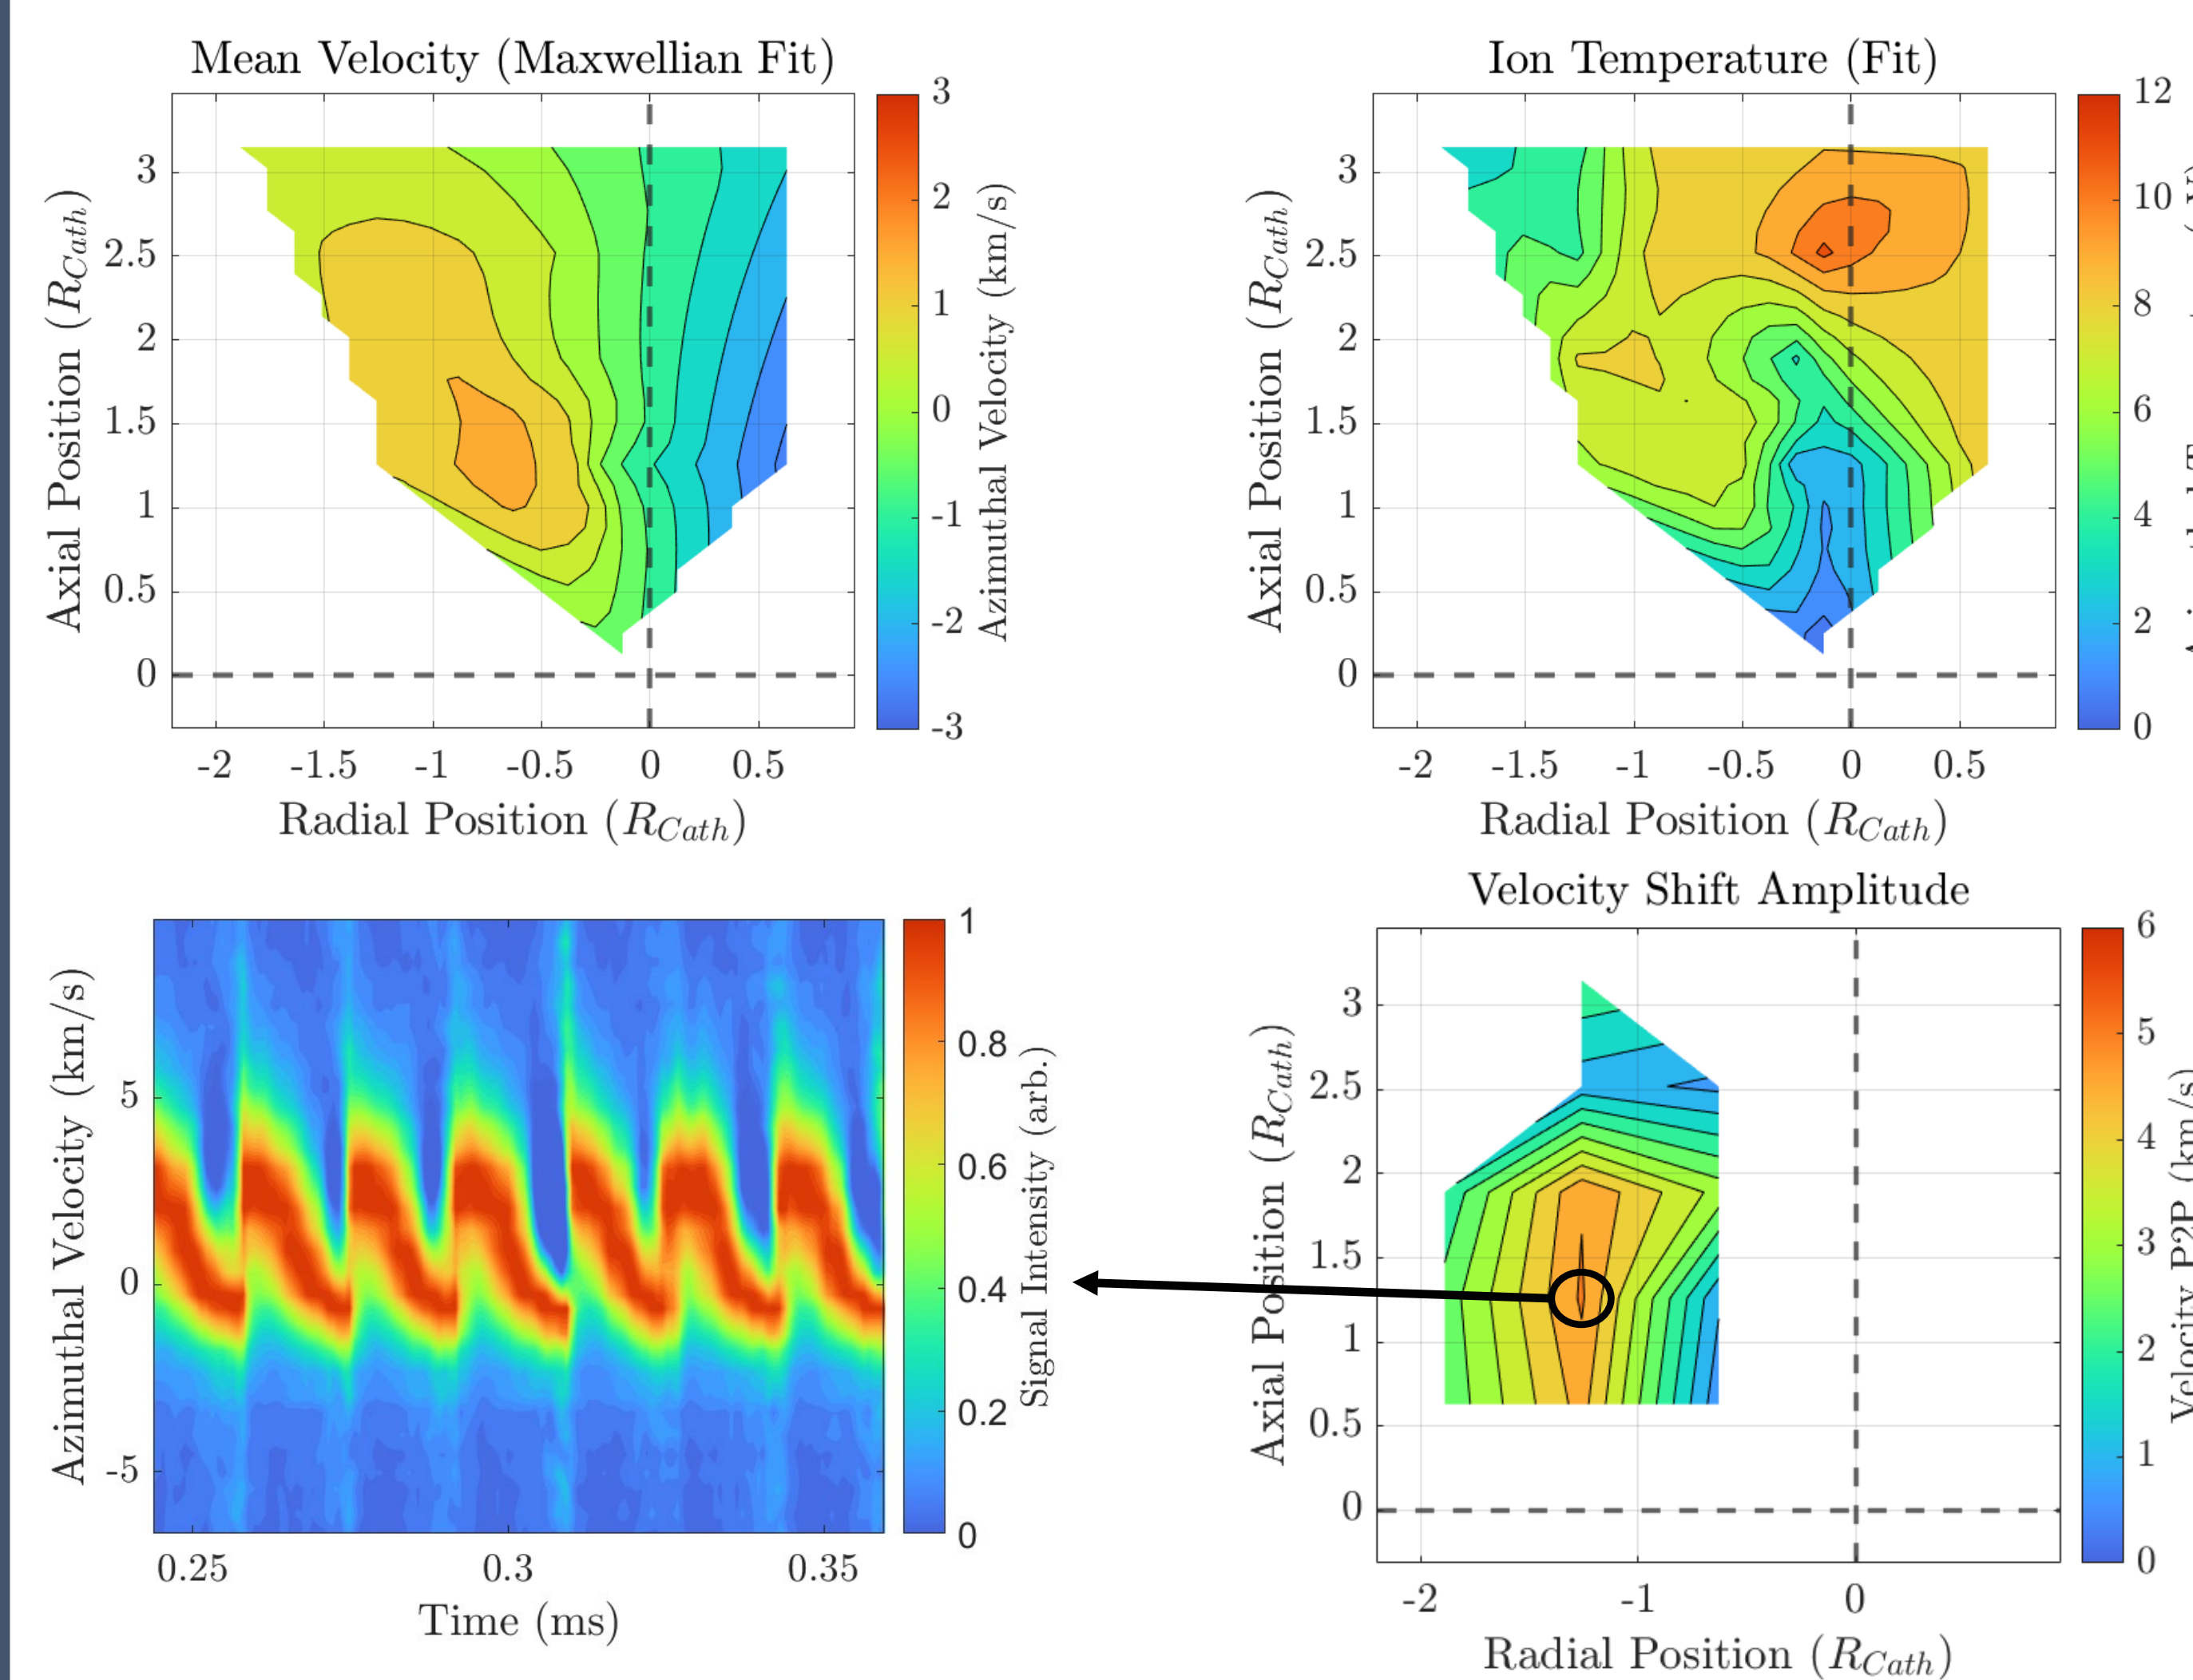 Mean Velocity (Maxwellian Fit)
Axial Position (R_Cath)
3
2.5
2
1.5
1
0.5
0
-2 -1.5 -1 -0.5 0 0.5
Radial Position (R_Cath)
3
2
1
0
-1
-2
-3
Azimuthal Velocity (km/s)
Ion Temperature (Fit)
Axial Position (R_Cath)
3
2.5
2
1.5
1
0.5
0
-2 -1.5 -1 -0.5 0 0.5
Radial Position (R_Cath)
12
10
8
6
4
2
0
Azimuthal Velocity (km/s)
5
0
-5
0.25 0.3 0.35
Time (ms)
1
0.8
0.6
0.4
0.2
0
Signal Intensity (arb.)
Velocity Shift Amplitude
Axial Position (R_Cath)
3
2.5
2
1.5
1
0.5
0
-2 -1 0
Radial Position (R_Cath)
6
5
4
3
2
1
0
Velocity P2P (km/s)